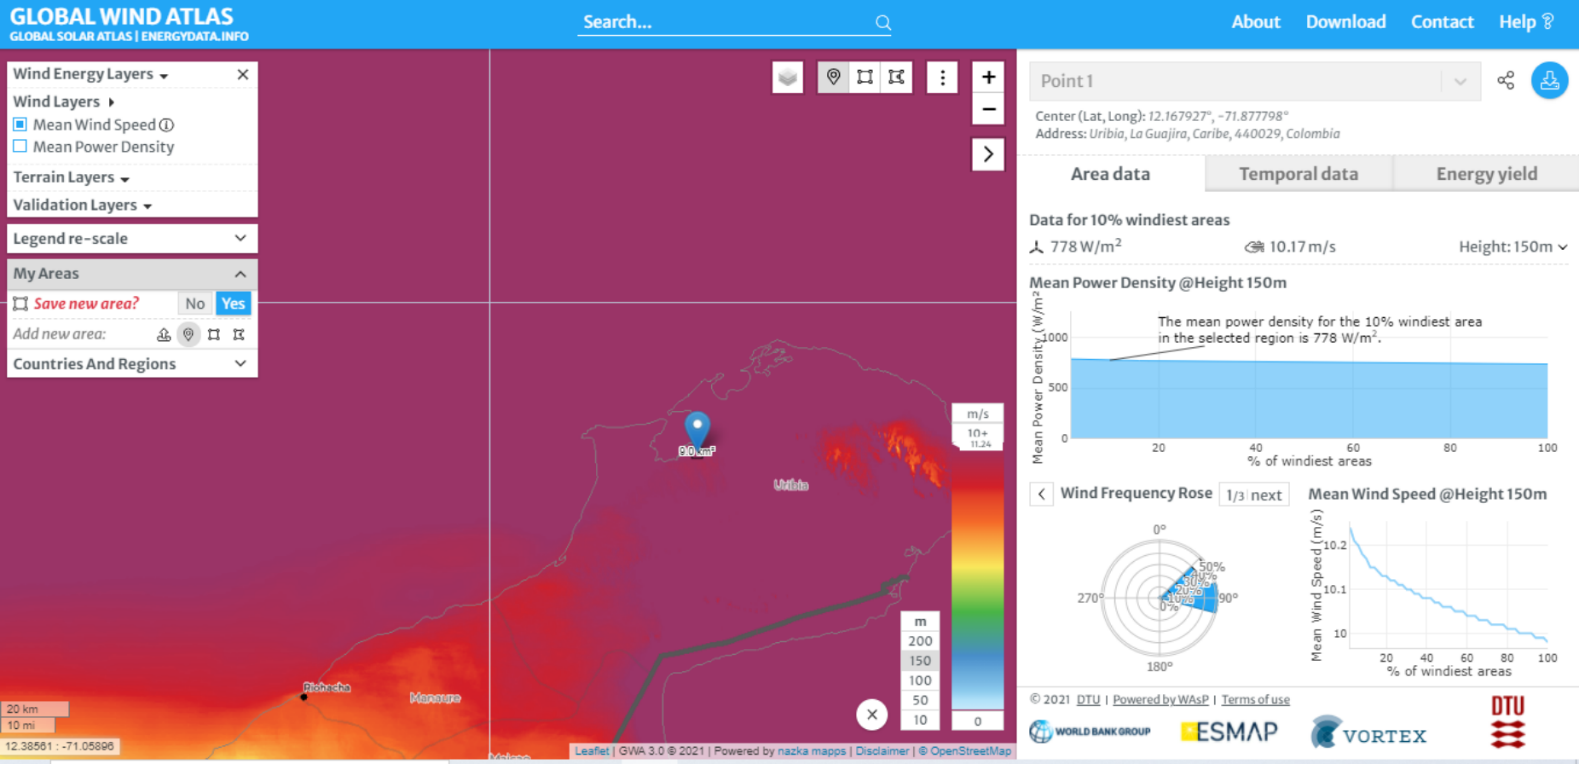 GLOBAL WIND ATLAS
GLOBAL SOLAR ATLAS | ENERGYDATA.INFO
Search...
About Download Contact Help
Wind Energy Layers
Wind Layers
Mean Wind Speed
Mean Power Density
Terrain Layers
Validation Layers
Legend re-scale
My Areas
Save new area? No Yes
Add new area:
Countries And Regions
9.0 km²
Uribia
Riohacha
Manaure
Maicao
20 km
10 mi
12.38561 : -71.05896
m/s
10+
11.24
0
m
200
150
100
50
10
Leaflet | GWA 3.0 © 2021 | Powered by nazka mapps | Disclaimer | © OpenStreetMap
Point 1
Center (Lat, Long): 12.167927°, -71.877798°
Address: Uribia, La Guajira, Caribe, 440029, Colombia
Area data Temporal data Energy yield
Data for 10% windiest areas
778 W/m² 10.17 m/s Height: 150m
Mean Power Density @Height 150m
Mean Power Density (W/m²
The mean power density for the 10% windiest area
in the selected region is 778 W/m².
1000
500
0
20 40 60 80 100
% of windiest areas
Wind Frequency Rose 1/3 next
0°
50%
40%
30%
20%
10%
0%
270° 90°
180°
Mean Wind Speed @Height 150m
Mean Wind Speed (m/s)
10.2
10.1
10
20 40 60 80 100
% of windiest areas
© 2021 DTU | Powered by WAsP | Terms of use
WORLD BANK GROUP
ESMAP
VORTEX
DTU